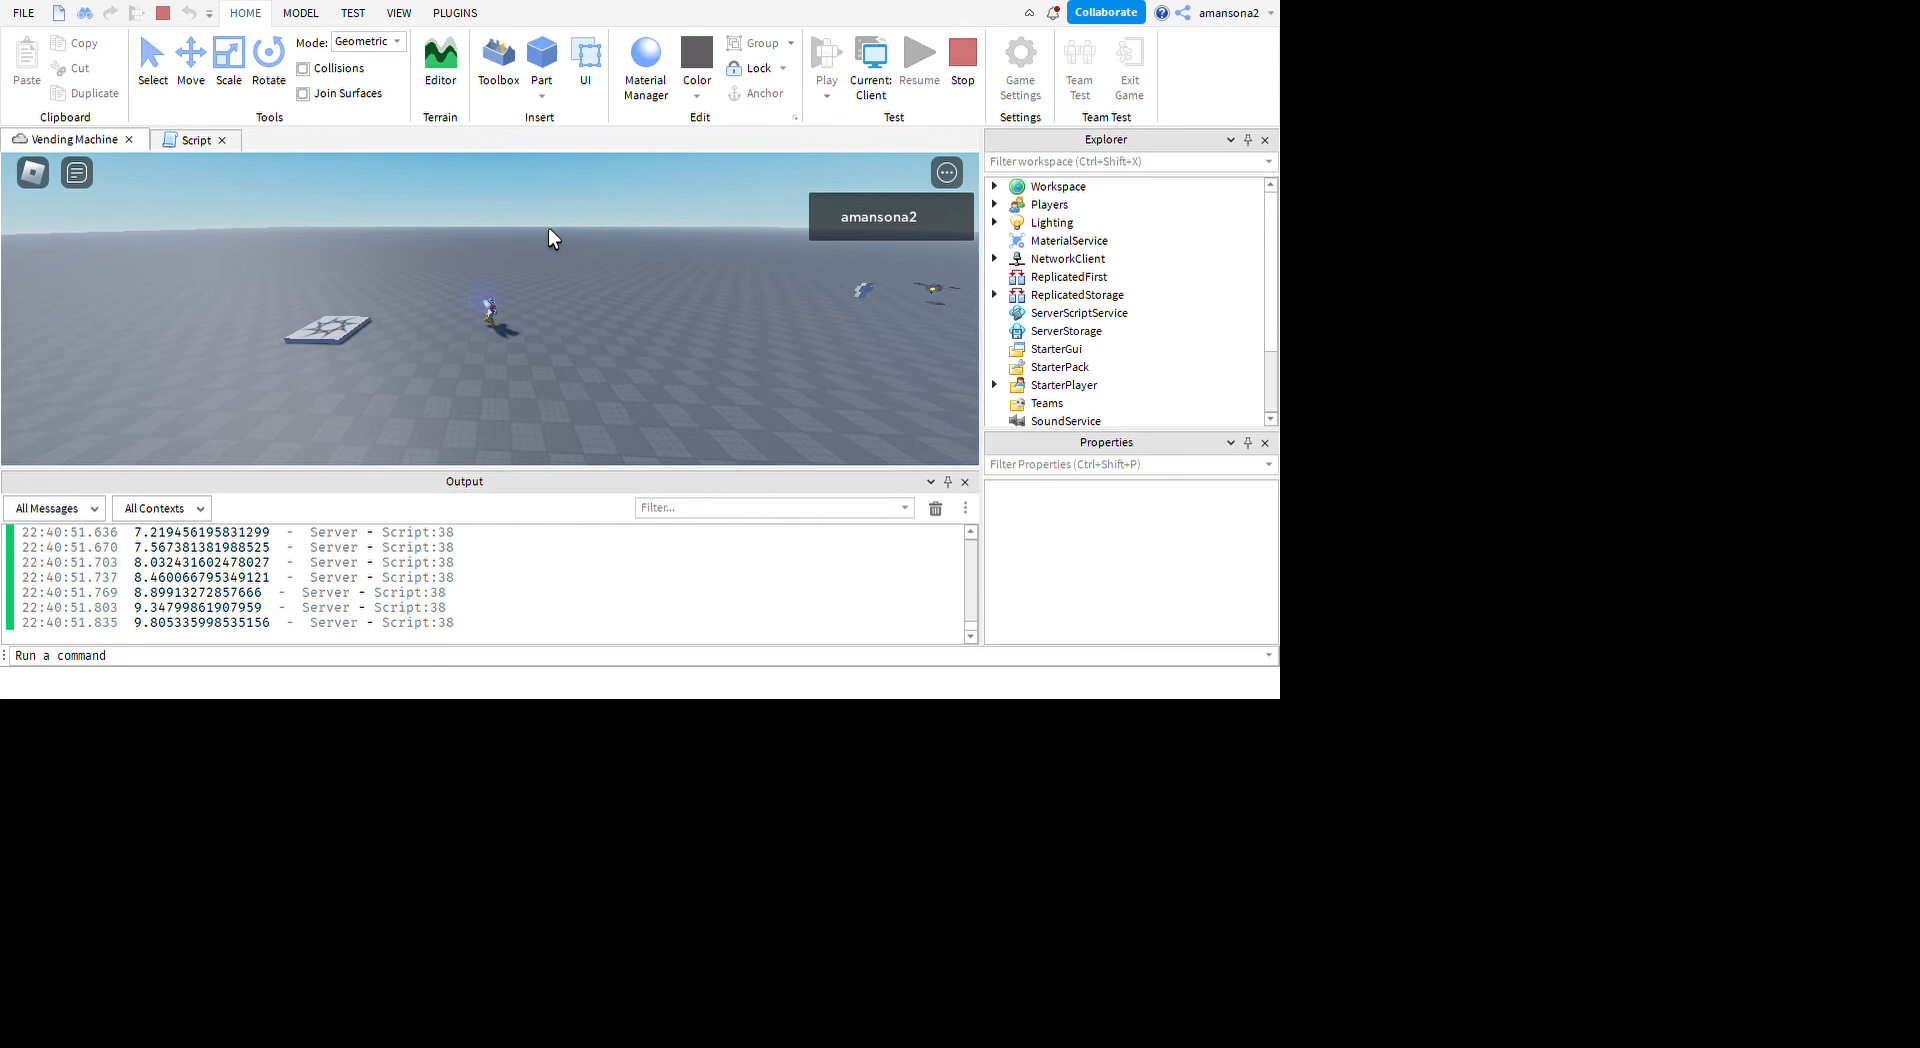 FILE HOME MODEL TEST VIEW PLUGINS Collaborate amansona2
Paste Copy Cut Duplicate
Clipboard
Select Move Scale Rotate Mode: Geometric
Collisions
Join Surfaces
Tools
Editor
Terrain
Toolbox Part UI
Insert
Material Manager Color Group
Lock
Anchor
Edit
Play Current: Client Resume Stop
Test
Game Settings
Settings
Team Test Exit Game
Team Test
Vending Machine Script
amansona2
Explorer
Filter workspace (Ctrl+Shift+X)
Workspace
Players
Lighting
MaterialService
NetworkClient
ReplicatedFirst
ReplicatedStorage
ServerScriptService
ServerStorage
StarterGui
StarterPack
StarterPlayer
Teams
SoundService
Properties
Filter Properties (Ctrl+Shift+P)
Output
All Messages All Contexts Filter...
22:40:51.636 7.219456195831299 - Server - Script:38
22:40:51.670 7.567381381988525 - Server - Script:38
22:40:51.703 8.032431602478027 - Server - Script:38
22:40:51.737 8.460066795349121 - Server - Script:38
22:40:51.769 8.89913272857666 - Server - Script:38
22:40:51.803 9.34799861907959 - Server - Script:38
22:40:51.835 9.805335998535156 - Server - Script:38
Run a command